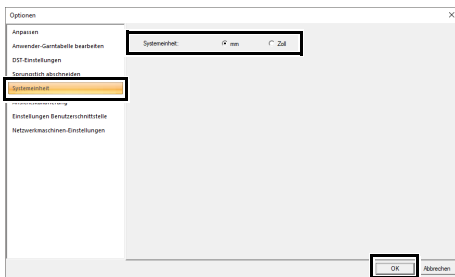 Optionen
Anpassen
Anwender-Garntabelle bearbeiten
DST-Einstellungen
Sprungstich abschneiden
Systemeinheit
Einstellungen Benutzerschnittstelle
Netzwerkmaschinen-Einstellungen
Systemeinheit:
mm
Zoll
OK
Abbrechen